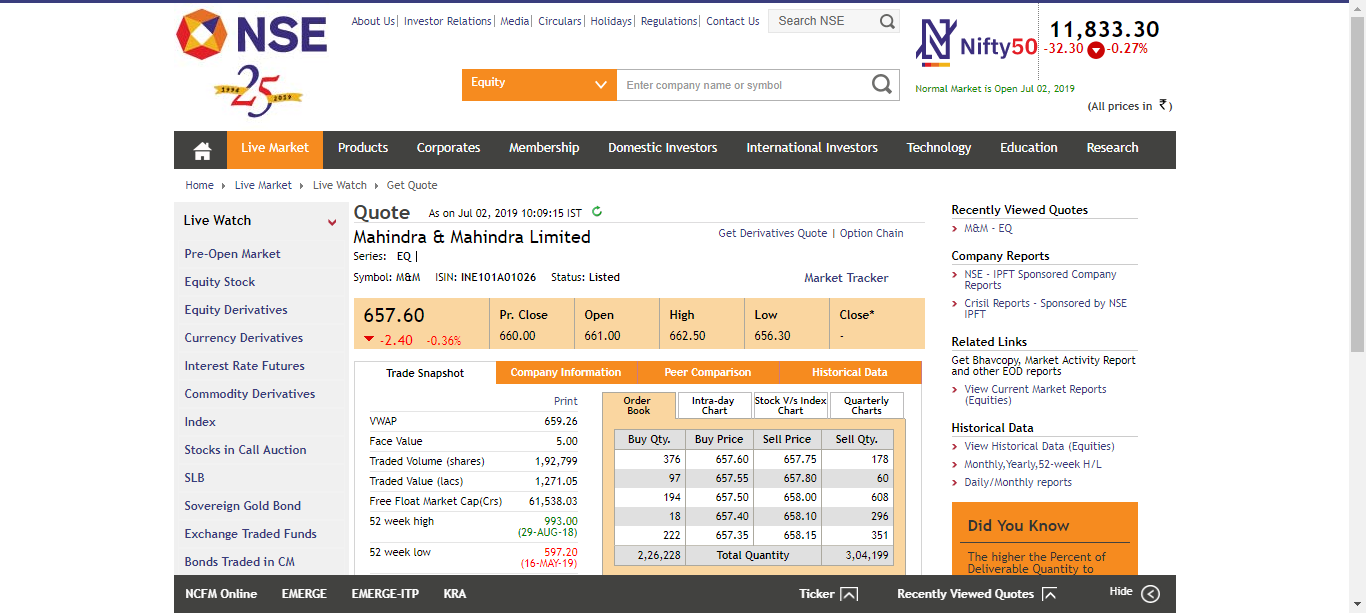 NSE
1994 25 2019
About Us | Investor Relations | Media | Circulars | Holidays | Regulations | Contact Us
Search NSE
Equity
Enter company name or symbol
Nifty50
11,833.30
-32.30 -0.27%
Normal Market is Open Jul 02, 2019
(All prices in ₹)
Live Market Products Corporates Membership Domestic Investors International Investors Technology Education Research
Home Live Market Live Watch Get Quote
Live Watch
Pre-Open Market
Equity Stock
Equity Derivatives
Currency Derivatives
Interest Rate Futures
Commodity Derivatives
Index
Stocks in Call Auction
SLB
Sovereign Gold Bond
Exchange Traded Funds
Bonds Traded in CM
Quote As on Jul 02, 2019 10:09:15 IST
Mahindra & Mahindra Limited
Get Derivatives Quote | Option Chain
Series: EQ |
Symbol: M&M ISIN: INE101A01026 Status: Listed
Market Tracker
657.60
-2.40 -0.36%
Pr. Close
660.00
Open
661.00
High
662.50
Low
656.30
Close*
-
Trade Snapshot Company Information Peer Comparison Historical Data
Print
VWAP 659.26
Face Value 5.00
Traded Volume (shares) 1,92,799
Traded Value (lacs) 1,271.05
Free Float Market Cap(Crs) 61,538.03
52 week high 993.00
(29-AUG-18)
52 week low 597.20
(16-MAY-19)
Order
Book
Intra-day
Chart
Stock V/s Index
Chart
Quarterly
Charts
Buy Qty. Buy Price Sell Price Sell Qty.
376 657.60 657.75 178
97 657.55 657.80 60
194 657.50 658.00 608
18 657.40 658.10 296
222 657.35 658.15 351
2,26,228 Total Quantity 3,04,199
Recently Viewed Quotes
M&M - EQ
Company Reports
NSE - IPFT Sponsored Company
Reports
Crisil Reports - Sponsored by NSE
IPFT
Related Links
Get Bhavcopy, Market Activity Report
and other EOD reports
View Current Market Reports
(Equities)
Historical Data
View Historical Data (Equities)
Monthly,Yearly,52-week H/L
Daily/Monthly reports
Did You Know
The higher the Percent of
Deliverable Quantity to
NCFM Online EMERGE EMERGE-ITP KRA Ticker Recently Viewed Quotes Hide